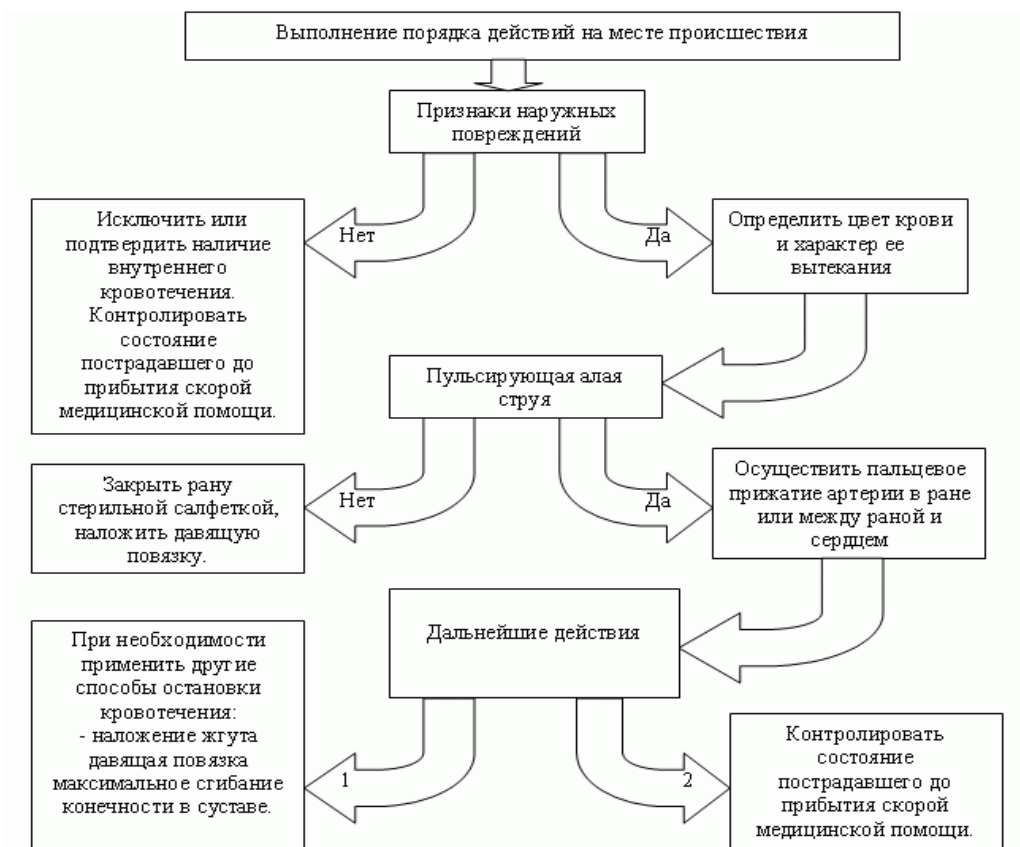 Выполнение порядка действий на месте происшествия
Признаки наружных
повреждений
Исключить или
подтвердить наличие
внутреннего
кровотечения.
Контролировать
состояние
пострадавшего до
прибытия скорой
медицинской помощи.
Нет
Да
Определить цвет крови
и характер ее
вытекания
Пульсирующая алая
струя
Закрыть рану
стерильной салфеткой,
наложить давящую
повязку.
Нет
Да
Осуществить пальцевое
прижатие артерии в ране
или между раной и
сердцем
Дальнейшие действия
При необходимости
применить другие
способы остановки
кровотечения:
- наложение жгута
давящая повязка
максимальное сгибание
конечности в суставе.
1
2
Контролировать
состояние
пострадавшего до
прибытия скорой
медицинской помощи.